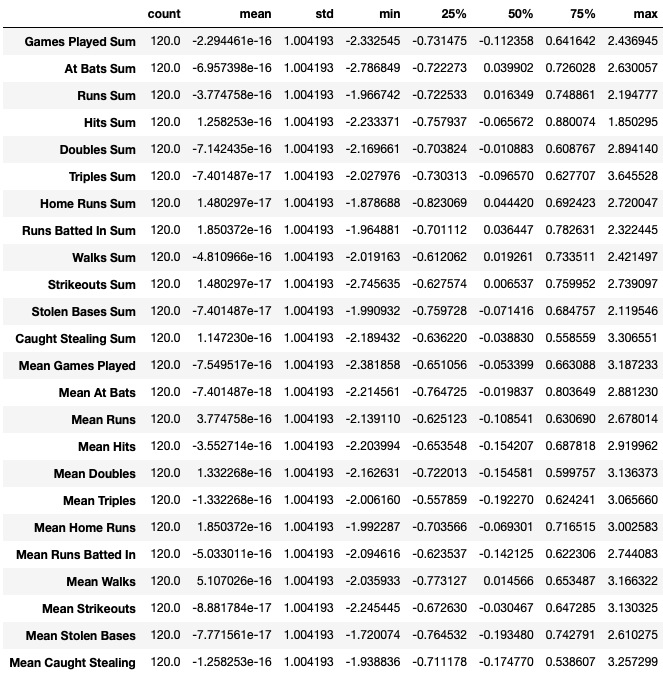 count mean std min 25% 50% 75% max
Games Played Sum 120.0 -2.294461e-16 1.004193 -2.332545 -0.731475 -0.112358 0.641642 2.436945
At Bats Sum 120.0 -6.957398e-16 1.004193 -2.786849 -0.722273 0.039902 0.726028 2.630057
Runs Sum 120.0 -3.774758e-16 1.004193 -1.966742 -0.722533 0.016349 0.748861 2.194777
Hits Sum 120.0 1.258253e-16 1.004193 -2.233371 -0.757937 -0.065672 0.880074 1.850295
Doubles Sum 120.0 -7.142435e-16 1.004193 -2.169661 -0.703824 -0.010883 0.608767 2.894140
Triples Sum 120.0 -7.401487e-17 1.004193 -2.027976 -0.730313 -0.096570 0.627707 3.645528
Home Runs Sum 120.0 1.480297e-17 1.004193 -1.878688 -0.823069 0.044420 0.692423 2.720047
Runs Batted In Sum 120.0 1.850372e-16 1.004193 -1.964881 -0.701112 0.036447 0.782631 2.322445
Walks Sum 120.0 -4.810966e-16 1.004193 -2.019163 -0.612062 0.019261 0.733511 2.421497
Strikeouts Sum 120.0 1.480297e-17 1.004193 -2.745635 -0.627574 0.006537 0.759952 2.739097
Stolen Bases Sum 120.0 -7.401487e-17 1.004193 -1.990932 -0.759728 -0.071416 0.684757 2.119546
Caught Stealing Sum 120.0 1.147230e-16 1.004193 -2.189432 -0.636220 -0.038830 0.558559 3.306551
Mean Games Played 120.0 -7.549517e-16 1.004193 -2.381858 -0.651056 -0.053399 0.663088 3.187233
Mean At Bats 120.0 -7.401487e-18 1.004193 -2.214561 -0.764725 -0.019837 0.803649 2.881230
Mean Runs 120.0 3.774758e-16 1.004193 -2.139110 -0.625123 -0.108541 0.630690 2.678014
Mean Hits 120.0 -3.552714e-16 1.004193 -2.203994 -0.653548 -0.154207 0.687818 2.919962
Mean Doubles 120.0 1.332268e-16 1.004193 -2.162631 -0.722013 -0.154581 0.599757 3.136373
Mean Triples 120.0 -1.332268e-16 1.004193 -2.006160 -0.557859 -0.192270 0.624241 3.065660
Mean Home Runs 120.0 1.850372e-16 1.004193 -1.992287 -0.703566 -0.069301 0.716515 3.002583
Mean Runs Batted In 120.0 -5.033011e-16 1.004193 -2.094616 -0.623537 -0.142125 0.622306 2.744083
Mean Walks 120.0 5.107026e-16 1.004193 -2.035933 -0.773127 0.014566 0.653487 3.166322
Mean Strikeouts 120.0 -8.881784e-17 1.004193 -2.245445 -0.672630 -0.030467 0.647285 3.130325
Mean Stolen Bases 120.0 -7.771561e-17 1.004193 -1.720074 -0.764532 -0.193480 0.742791 2.610275
Mean Caught Stealing 120.0 -1.258253e-16 1.004193 -1.938836 -0.711178 -0.174770 0.538607 3.257299